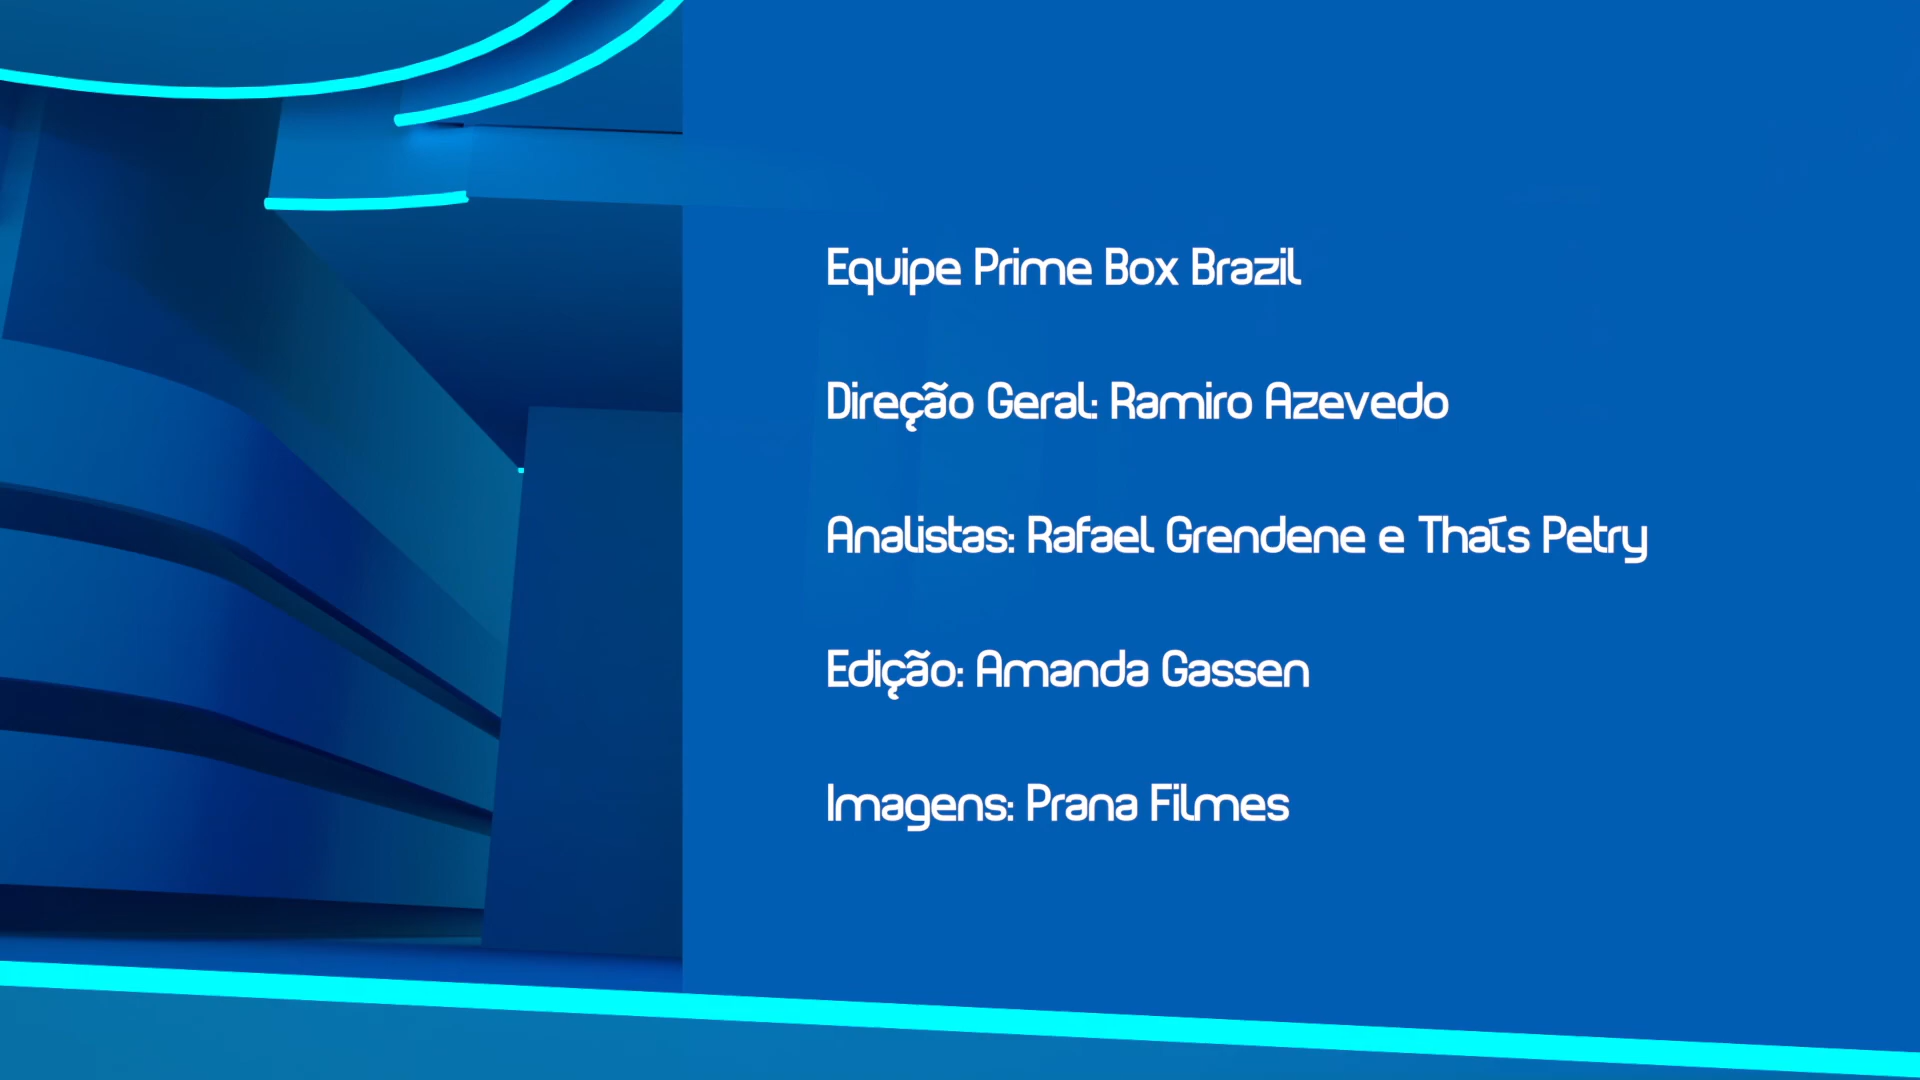 Equipe Prime Box Brazil
Direção Geral: Ramiro Azevedo
Analistas: Rafael Grendene e Thaís Petry
Edição: Amanda Gassen
Imagens: Prana Filmes